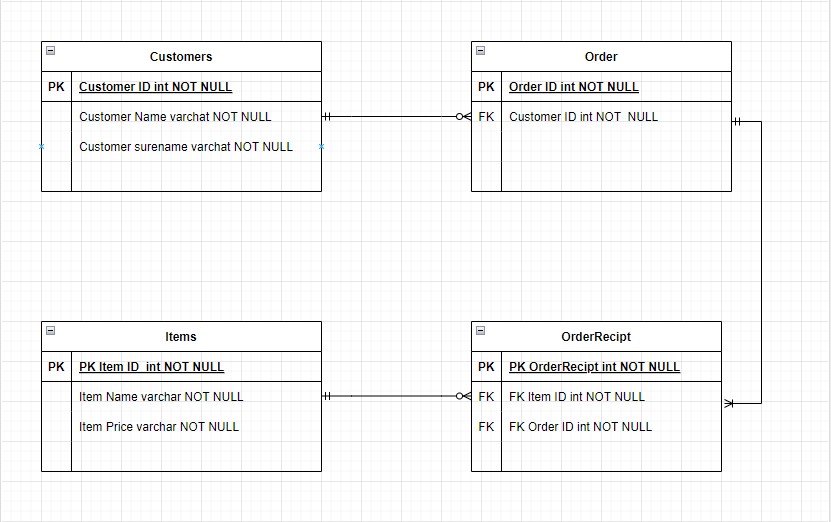 Customers
PK Customer ID int NOT NULL
Customer Name varchat NOT NULL
Customer surename varchat NOT NULL
Order
PK Order ID int NOT NULL
FK Customer ID int NOT NULL
Items
PK PK Item ID int NOT NULL
Item Name varchar NOT NULL
Item Price varchar NOT NULL
OrderRecipt
PK PK OrderRecipt int NOT NULL
FK FK Item ID int NOT NULL
FK FK Order ID int NOT NULL